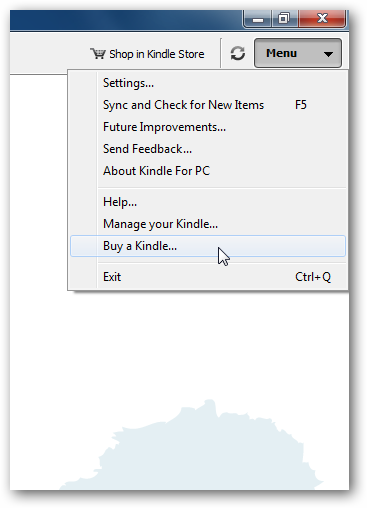 Shop in Kindle Store
Menu
Settings...
Sync and Check for New Items F5
Future Improvements...
Send Feedback...
About Kindle For PC
Help...
Manage your Kindle...
Buy a Kindle...
Exit Ctrl+Q